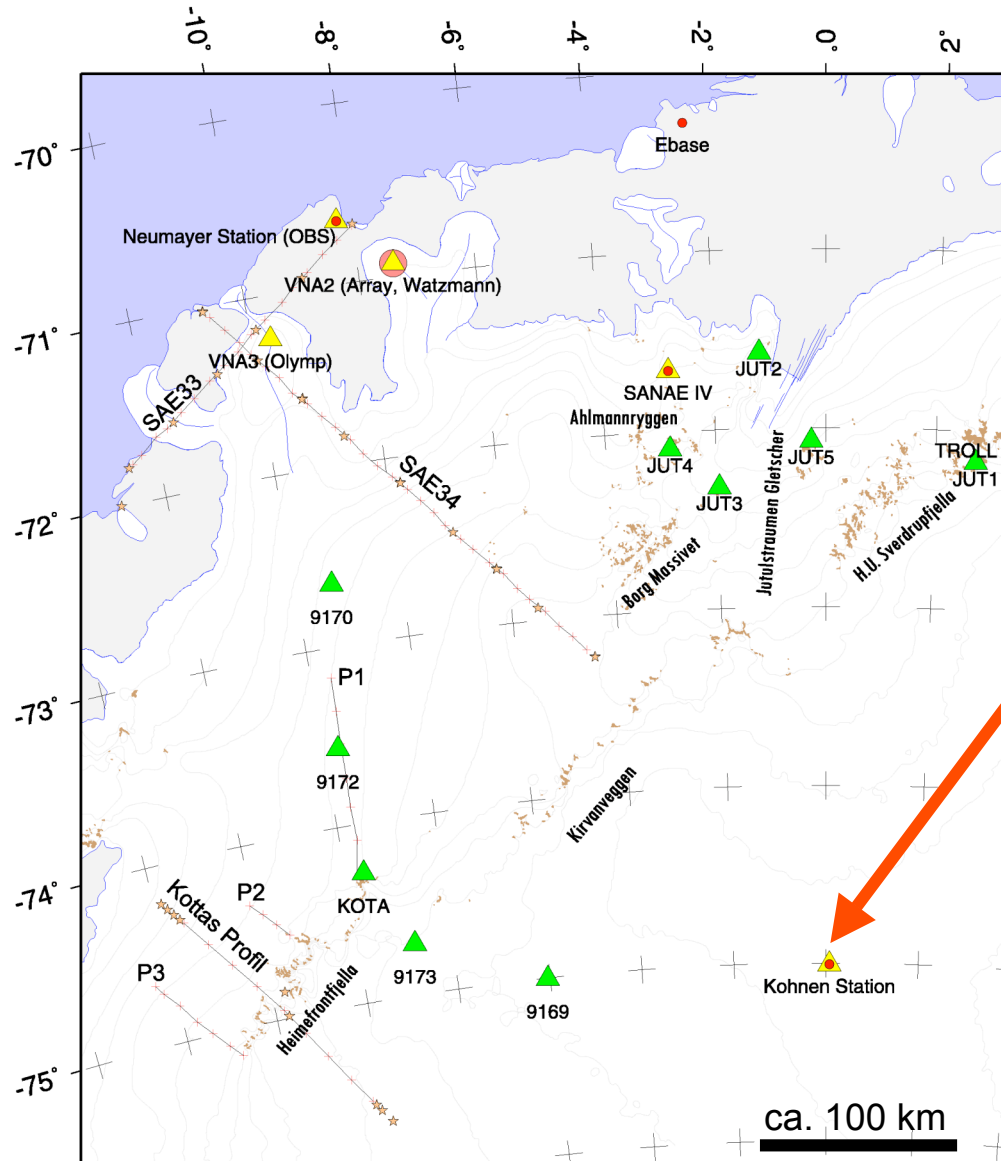 -10°
-8°
-6°
-4°
-2°
0°
2°
-70°
-71°
-72°
-73°
-74°
-75°
Ebase
Neumayer Station (OBS)
VNA2 (Array, Watzmann)
VNA3 (Olymp)
SAE33
SAE34
JUT2
SANAE IV
Ahlmannryggen
JUT4
JUT3
JUT5
TROLL
JUT1
Jutulstraumen Gletscher
H.U. Sverdrupfjella
Borg Massivet
9170
P1
9172
Kirvanveggen
KOTA
P2
Kottas Profil
P3
Heimefrontfjella
9173
9169
Kohnen Station
ca. 100 km